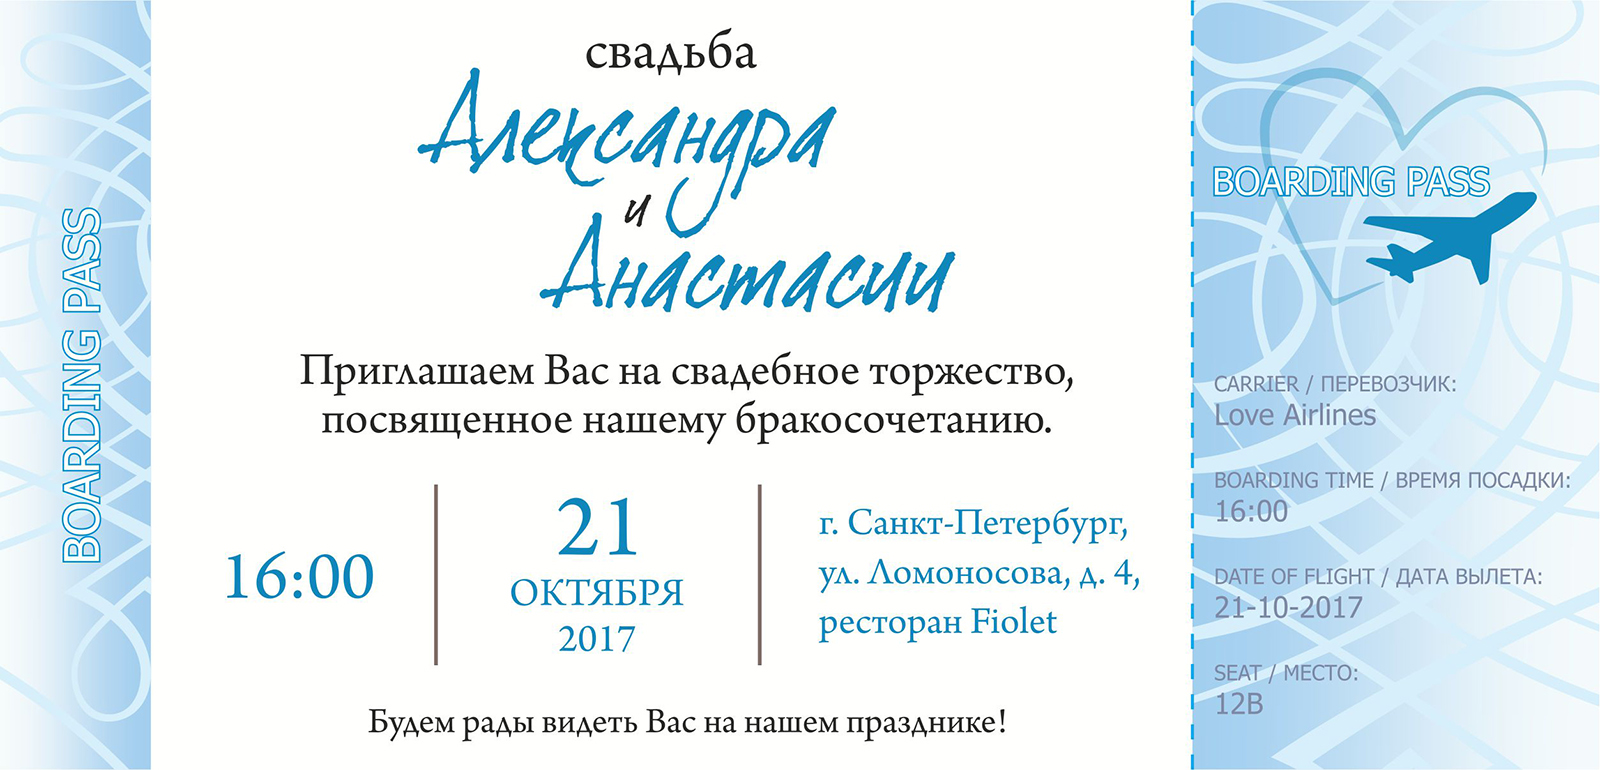 BOARDING PASS
свадьба
Александра
и
Анастасии
Приглашаем Вас на свадебное торжество,
посвященное нашему бракосочетанию.
16:00
21
ОКТЯБРЯ
2017
г. Санкт-Петербург,
ул. Ломоносова, д. 4,
ресторан Fiolet
Будем рады видеть Вас на нашем празднике!
BOARDING PASS
CARRIER / ПЕРЕВОЗЧИК:
Love Airlines
BOARDING TIME / ВРЕМЯ ПОСАДКИ:
16:00
DATE OF FLIGHT / ДАТА ВЫЛЕТА:
21-10-2017
SEAT / МЕСТО:
12B